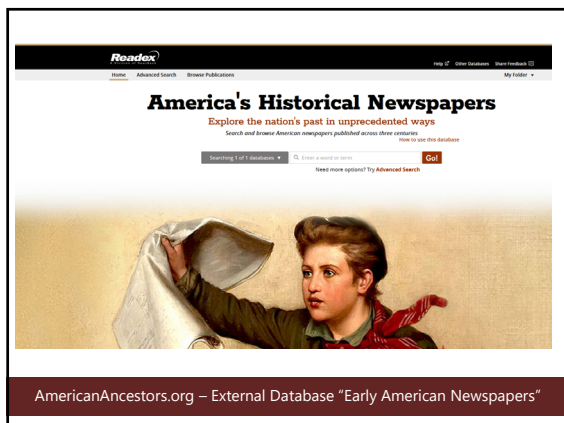 Readex
A DIVISION OF NEWSBANK
Help Other Databases Share Feedback
Home Advanced Search Browse Publications My Folder
America's Historical Newspapers
Explore the nation's past in unprecedented ways
Search and browse American newspapers published across three centuries
How to use this database
Searching 1 of 1 databases Enter a word or term Go!
Need more options? Try Advanced Search
AmericanAncestors.org – External Database "Early American Newspapers"